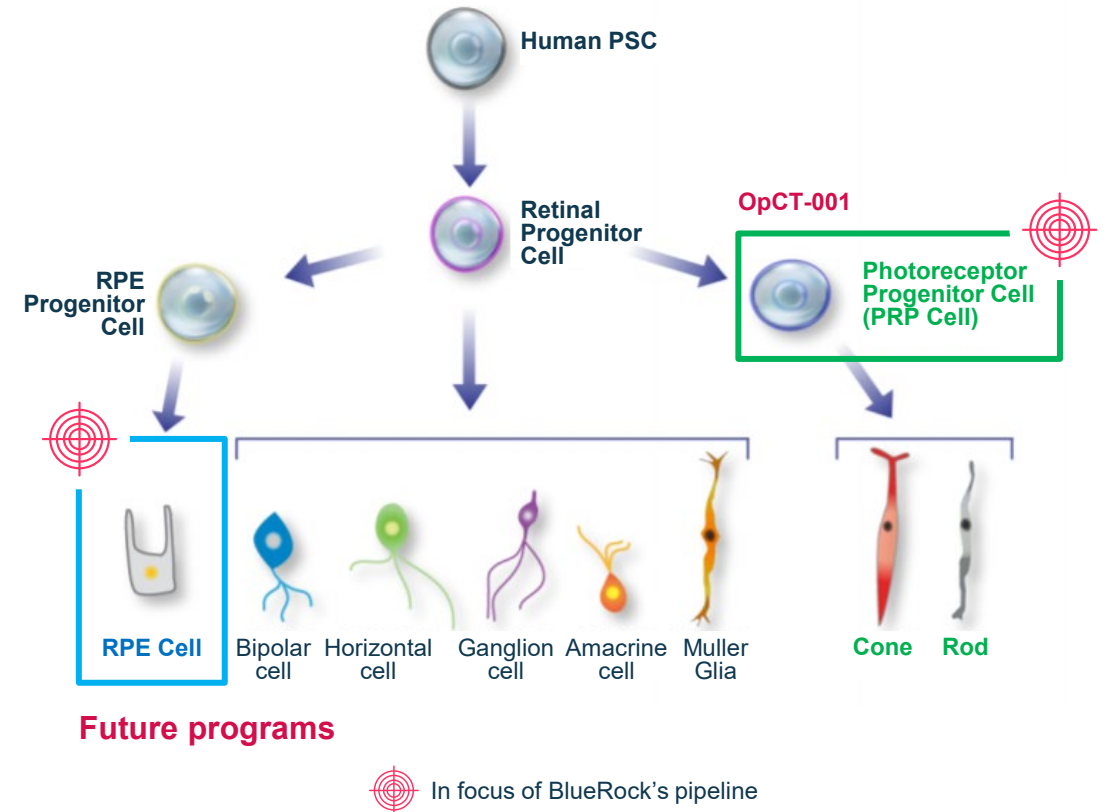 Human PSC
Retinal
Progenitor
Cell
OpCT-001
Photoreceptor
Progenitor Cell
(PRP Cell)
RPE
Progenitor
Cell
RPE Cell
Bipolar
cell
Horizontal
cell
Ganglion
cell
Amacrine
cell
Muller
Glia
Cone
Rod
Future programs
In focus of BlueRock's pipeline